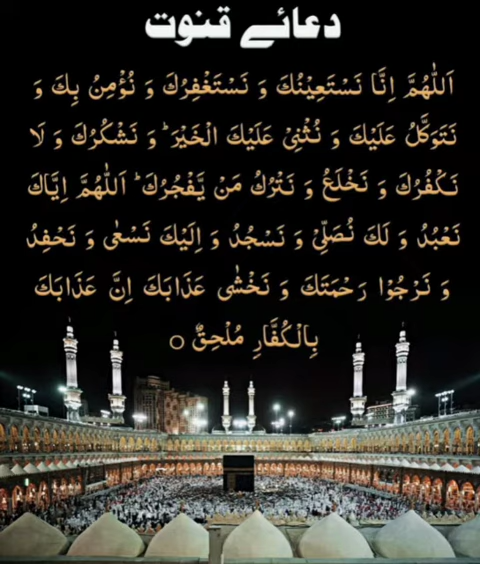 دعائے قنوت
اَللّٰهُمَّ اِنَّا نَسْتَعِيْنُكَ وَ نَسْتَغْفِرُكَ وَ نُؤْمِنُ بِكَ وَ
نَتَوَكَّلُ عَلَيْكَ وَ نُثْنِیْ عَلَيْكَ الْخَيْرَ ؕ وَ نَشْكُرُكَ وَ لَا
نَكْفُرُكَ وَ نَخْلَعُ وَ نَتْرُكُ مَنْ يَّفْجُرُكَ ؕ اَللّٰهُمَّ اِيَّاكَ
نَعْبُدُ وَ لَكَ نُصَلِّیْ وَ نَسْجُدُ وَ اِلَيْكَ نَسْعٰی وَ نَحْفِدُ
وَ نَرْجُوْا رَحْمَتَكَ وَ نَخْشٰی عَذَابَكَ اِنَّ عَذَابَكَ
بِالْكُفَّارِ مُلْحِقٌ ○